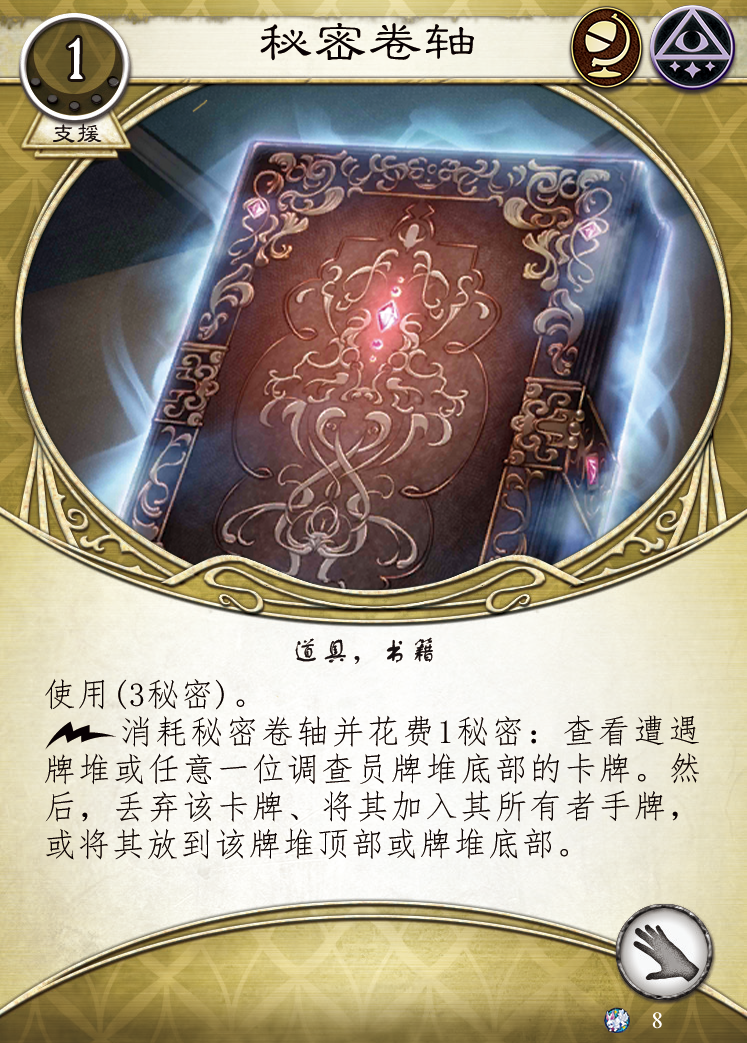 1
秘密卷轴
支援
道具，书籍
使用(3秘密)。
消耗秘密卷轴并花费1秘密：查看遭遇
牌堆或任意一位调查员牌堆底部的卡牌。然
后，丢弃该卡牌、将其加入其所有者手牌，
或将其放到该牌堆顶部或牌堆底部。
8